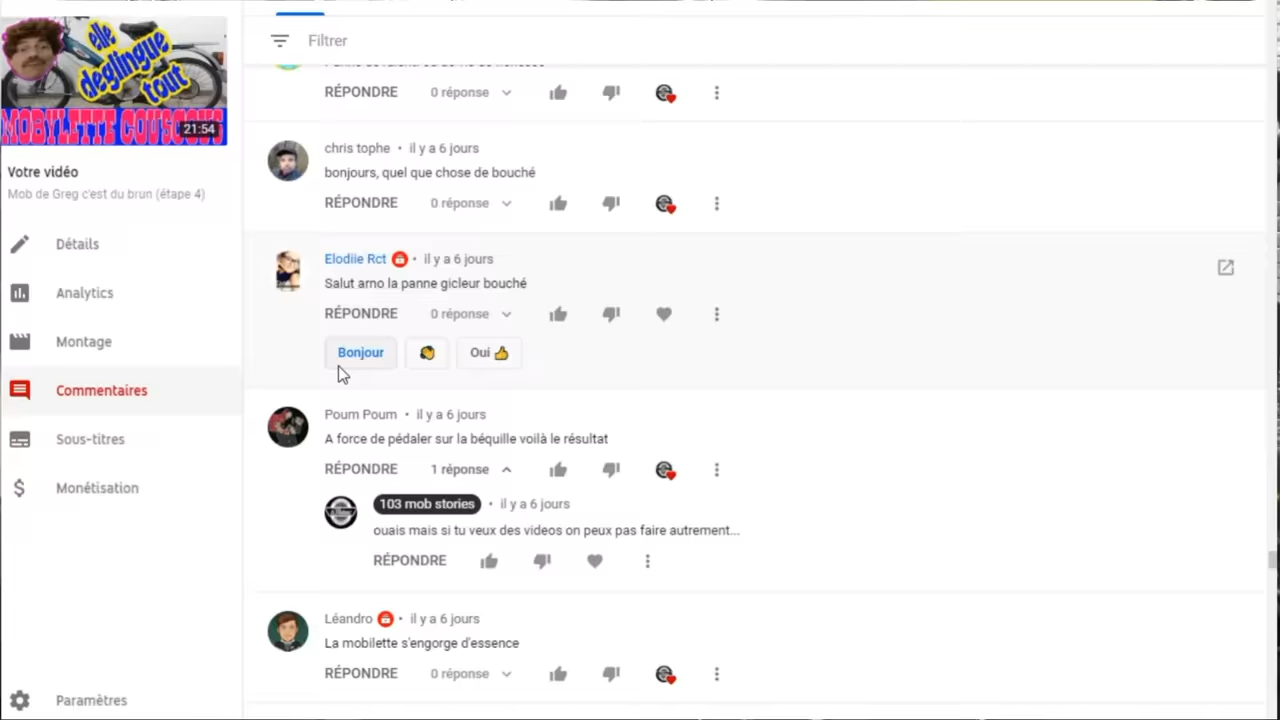 elle
déglingue
tout
MOBYLETTE COUSCOUS
21:54
Votre vidéo
Mob de Greg c'est du brun (étape 4)
Détails
Analytics
Montage
Commentaires
Sous-titres
Monétisation
Paramètres
Filtrer
RÉPONDRE 0 réponse
chris tophe • il y a 6 jours
bonjours, quel que chose de bouché
RÉPONDRE 0 réponse
Elodiie Rct • il y a 6 jours
Salut arno la panne gicleur bouché
RÉPONDRE 0 réponse
Bonjour 👏 Oui 👍
Poum Poum • il y a 6 jours
A force de pédaler sur la béquille voilà le résultat
RÉPONDRE 1 réponse
103 mob stories • il y a 6 jours
ouais mais si tu veux des videos on peux pas faire autrement...
RÉPONDRE
Léandro • il y a 6 jours
La mobilette s'engorge d'essence
RÉPONDRE 0 réponse